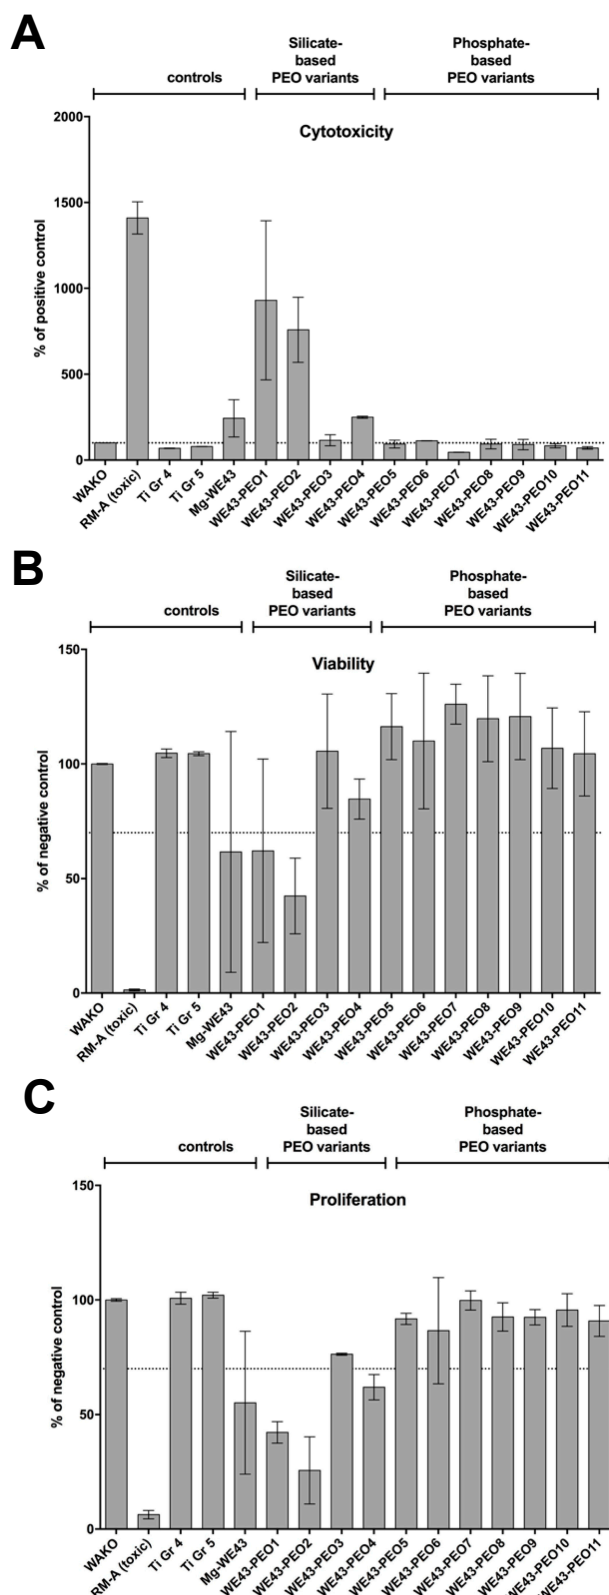 A
Silicate-
based
PEO variants
Phosphate-
based
PEO variants
controls
Cytotoxicity
% of positive control
2000
1500
1000
500
0
WAKO
RM-A (toxic)
Ti Gr 4
Ti Gr 5
Mg-WE43
WE43-PEO1
WE43-PEO2
WE43-PEO3
WE43-PEO4
WE43-PEO5
WE43-PEO6
WE43-PEO7
WE43-PEO8
WE43-PEO9
WE43-PEO10
WE43-PEO11
B
Silicate-
based
PEO variants
Phosphate-
based
PEO variants
controls
Viability
% of negative control
150
100
50
0
WAKO
RM-A (toxic)
Ti Gr 4
Ti Gr 5
Mg-WE43
WE43-PEO1
WE43-PEO2
WE43-PEO3
WE43-PEO4
WE43-PEO5
WE43-PEO6
WE43-PEO7
WE43-PEO8
WE43-PEO9
WE43-PEO10
WE43-PEO11
C
Silicate-
based
PEO variants
Phosphate-
based
PEO variants
controls
Proliferation
% of negative control
150
100
50
0
WAKO
RM-A (toxic)
Ti Gr 4
Ti Gr 5
Mg-WE43
WE43-PEO1
WE43-PEO2
WE43-PEO3
WE43-PEO4
WE43-PEO5
WE43-PEO6
WE43-PEO7
WE43-PEO8
WE43-PEO9
WE43-PEO10
WE43-PEO11